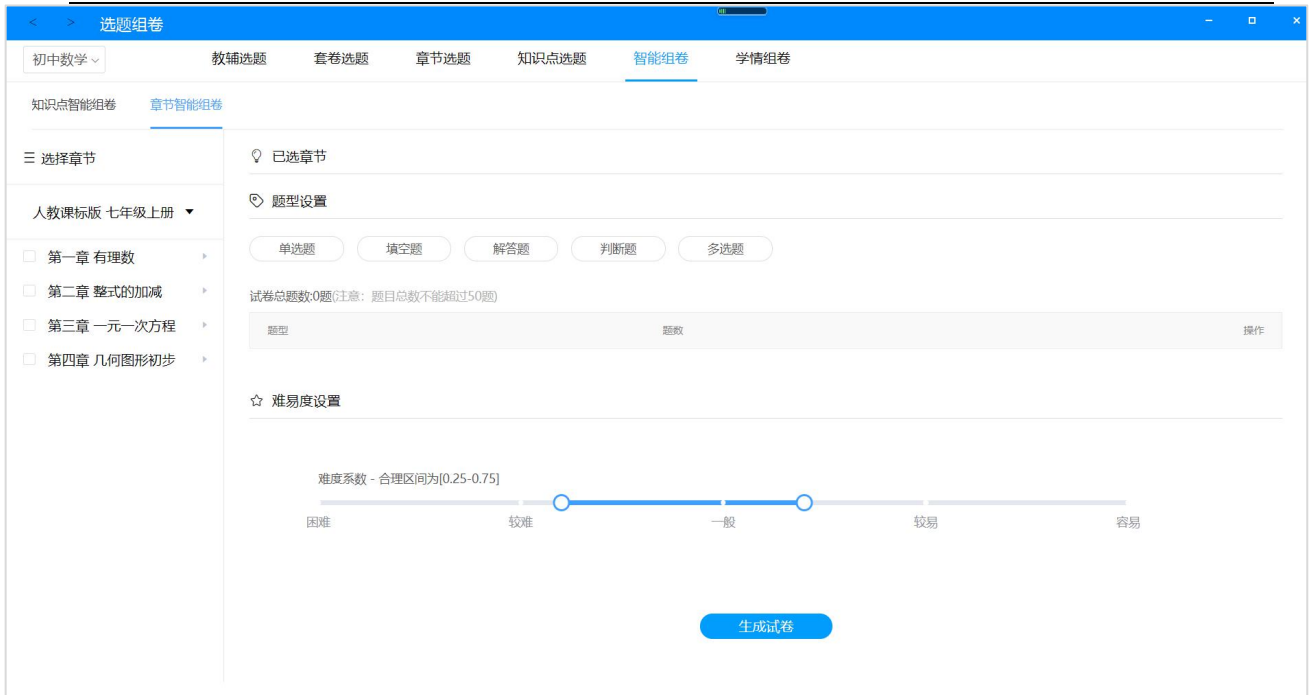 选题组卷
初中数学 教辅选题 套卷选题 章节选题 知识点选题 智能组卷 学情组卷
知识点智能组卷 章节智能组卷
选择章节
人教课标版 七年级上册
第一章 有理数
第二章 整式的加减
第三章 一元一次方程
第四章 几何图形初步
已选章节
题型设置
单选题 填空题 解答题 判断题 多选题
试卷总题数:0题(注意：题目总数不能超过50题)
题型 题数 操作
难易度设置
难度系数 - 合理区间为[0.25-0.75]
困难 较难 一般 较易 容易
生成试卷